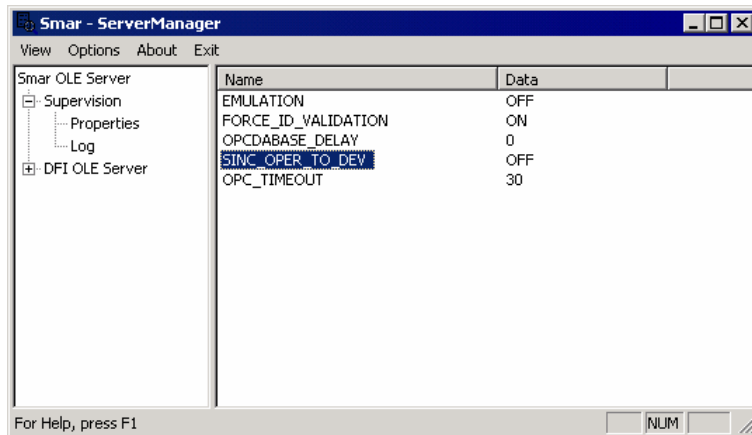 Smar - ServerManager
View Options About Exit
Smar OLE Server
Supervision
Properties
Log
DFI OLE Server
Name Data
EMULATION OFF
FORCE_ID_VALIDATION ON
OPCDABASE_DELAY 0
SINC_OPER_TO_DEV OFF
OPC_TIMEOUT 30
For Help, press F1
NUM